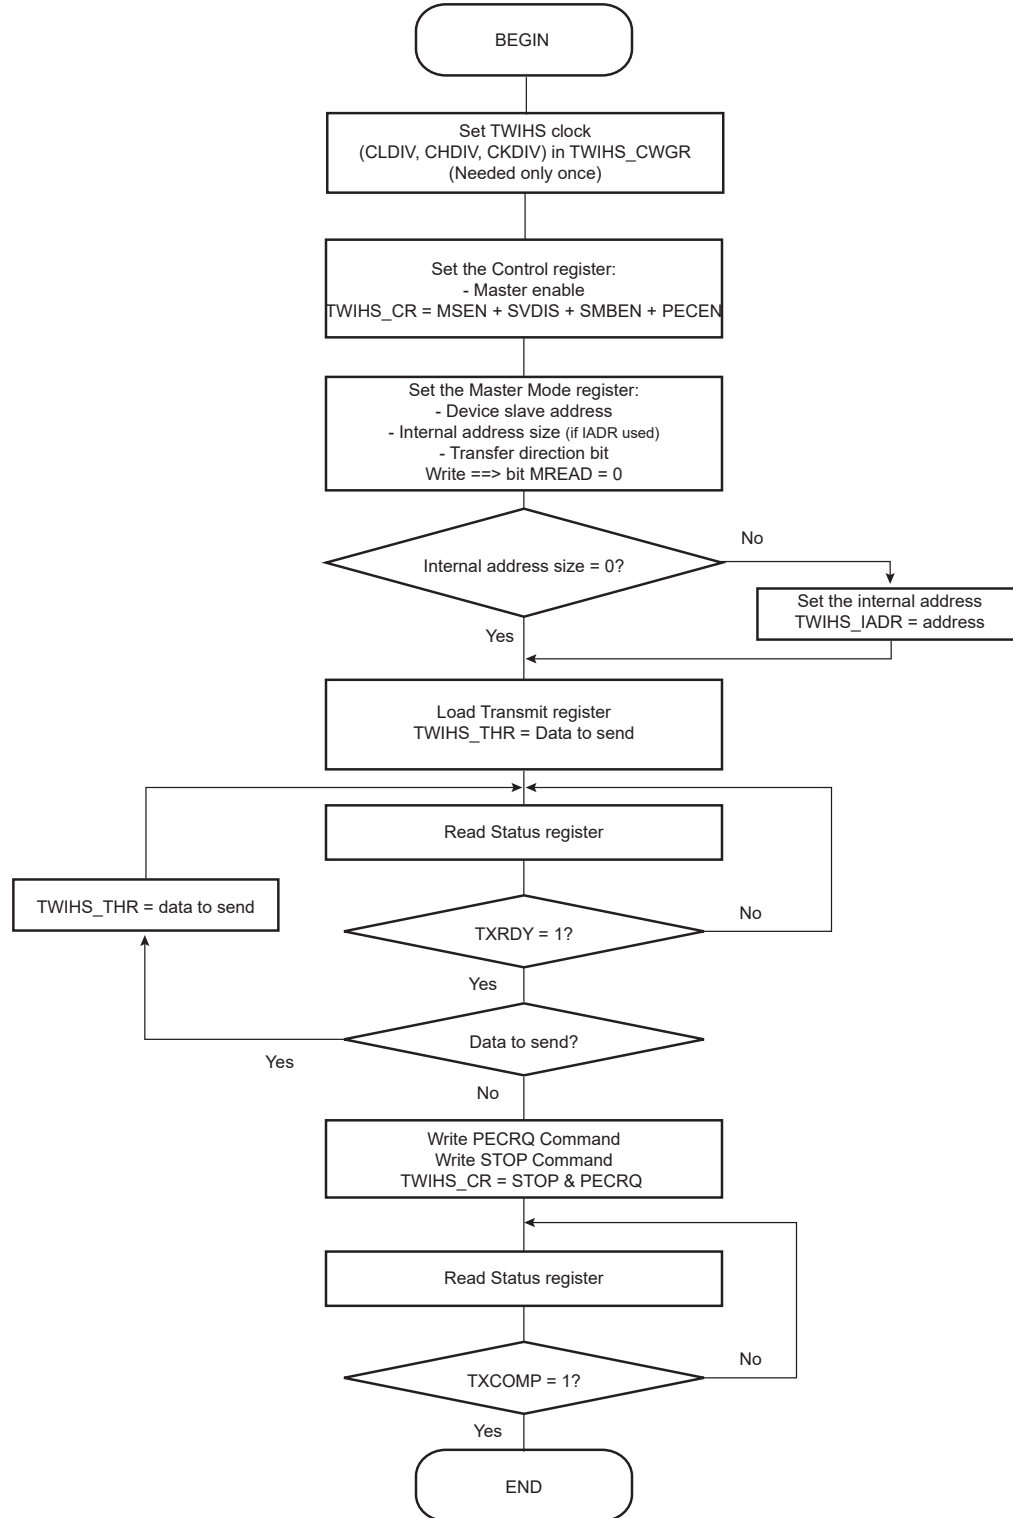 BEGIN
Set TWIHS clock
(CLDIV, CHDIV, CKDIV) in TWIHS_CWGR
(Needed only once)
Set the Control register:
- Master enable
TWIHS_CR = MSEN + SVDIS + SMBEN + PECEN
Set the Master Mode register:
- Device slave address
- Internal address size (if IADR used)
- Transfer direction bit
Write ==> bit MREAD = 0
No
Internal address size = 0?
Set the internal address
TWIHS_IADR = address
Yes
Load Transmit register
TWIHS_THR = Data to send
Read Status register
TWIHS_THR = data to send
No
TXRDY = 1?
Yes
Data to send?
Yes
No
Write PECRQ Command
Write STOP Command
TWIHS_CR = STOP & PECRQ
Read Status register
No
TXCOMP = 1?
Yes
END